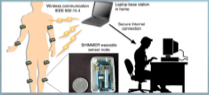 Wireless communication
IEEE 802.15.4
Laptop base station
in home
Secure internet
connection
SHIMMER wearable
sensor node